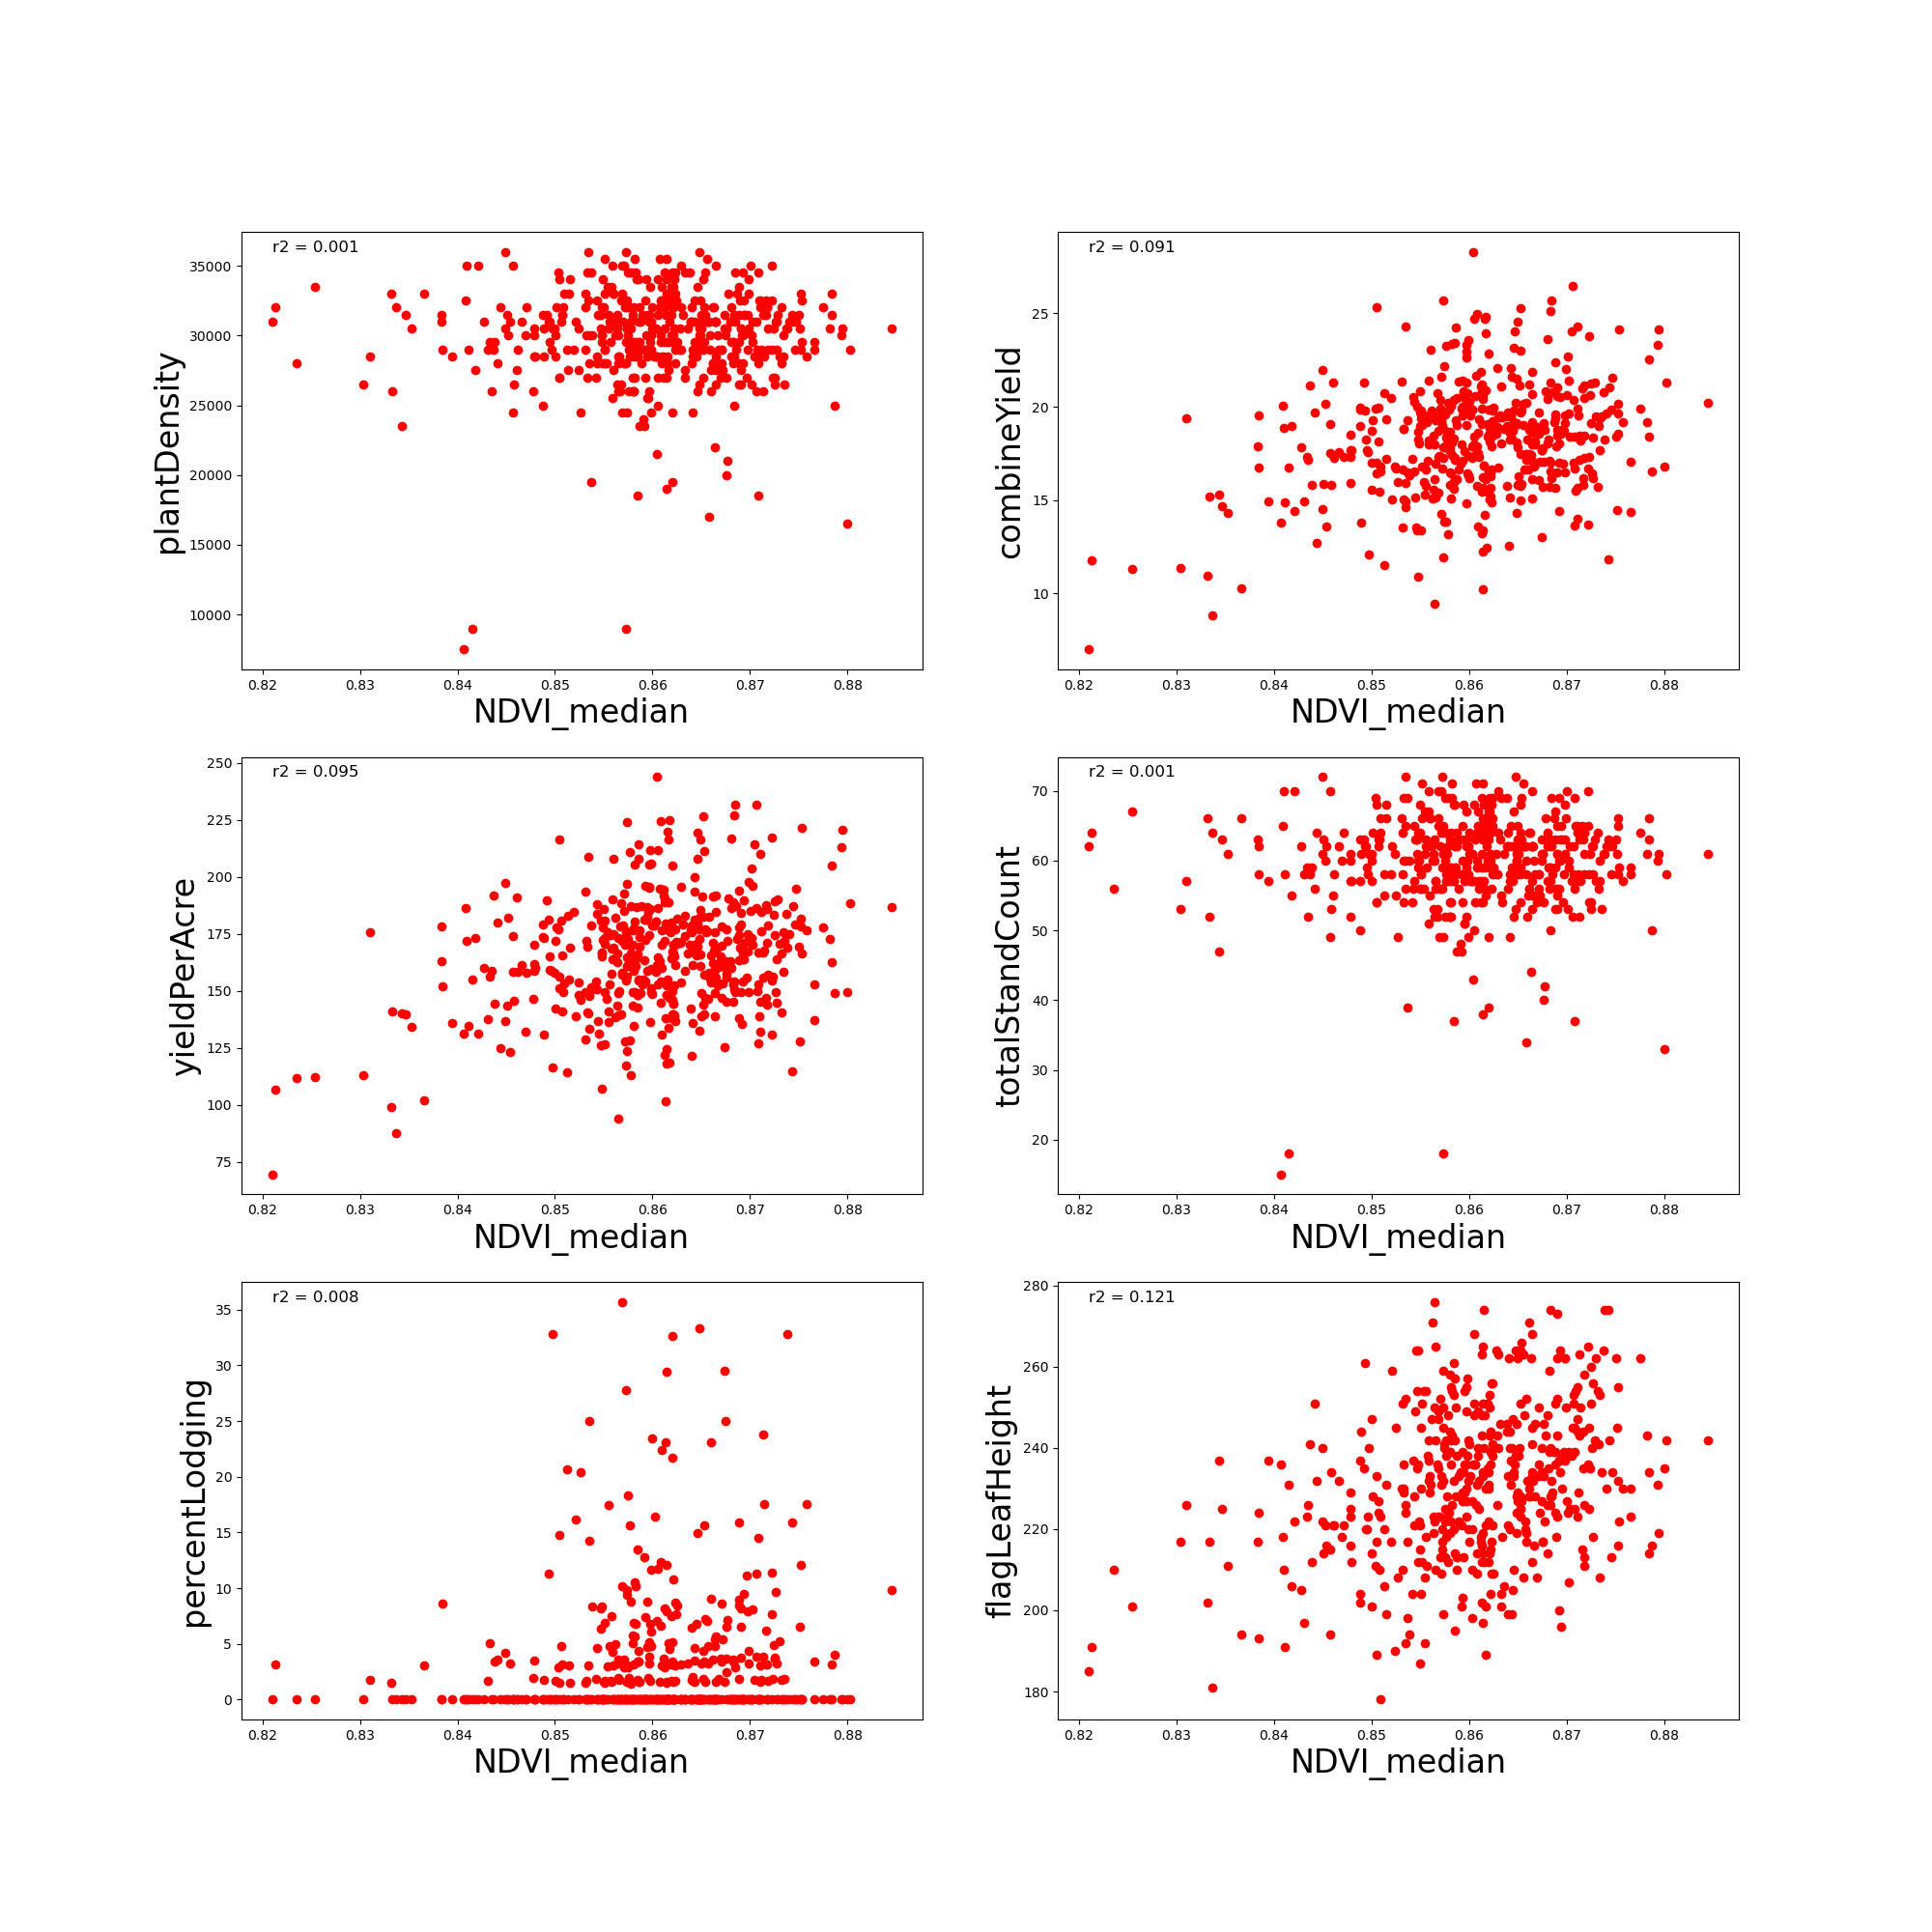 r2 = 0.001
plantDensity
35000
30000
25000
20000
15000
10000
0.82 0.83 0.84 0.85 0.86 0.87 0.88
NDVI_median
r2 = 0.091
combineYield
25
20
15
10
0.82 0.83 0.84 0.85 0.86 0.87 0.88
NDVI_median
r2 = 0.095
yieldPerAcre
250
225
200
175
150
125
100
75
0.82 0.83 0.84 0.85 0.86 0.87 0.88
NDVI_median
r2 = 0.001
totalStandCount
70
60
50
40
30
20
0.82 0.83 0.84 0.85 0.86 0.87 0.88
NDVI_median
r2 = 0.008
percentLodging
35
30
25
20
15
10
5
0
0.82 0.83 0.84 0.85 0.86 0.87 0.88
NDVI_median
r2 = 0.121
flagLeafHeight
280
260
240
220
200
180
0.82 0.83 0.84 0.85 0.86 0.87 0.88
NDVI_median